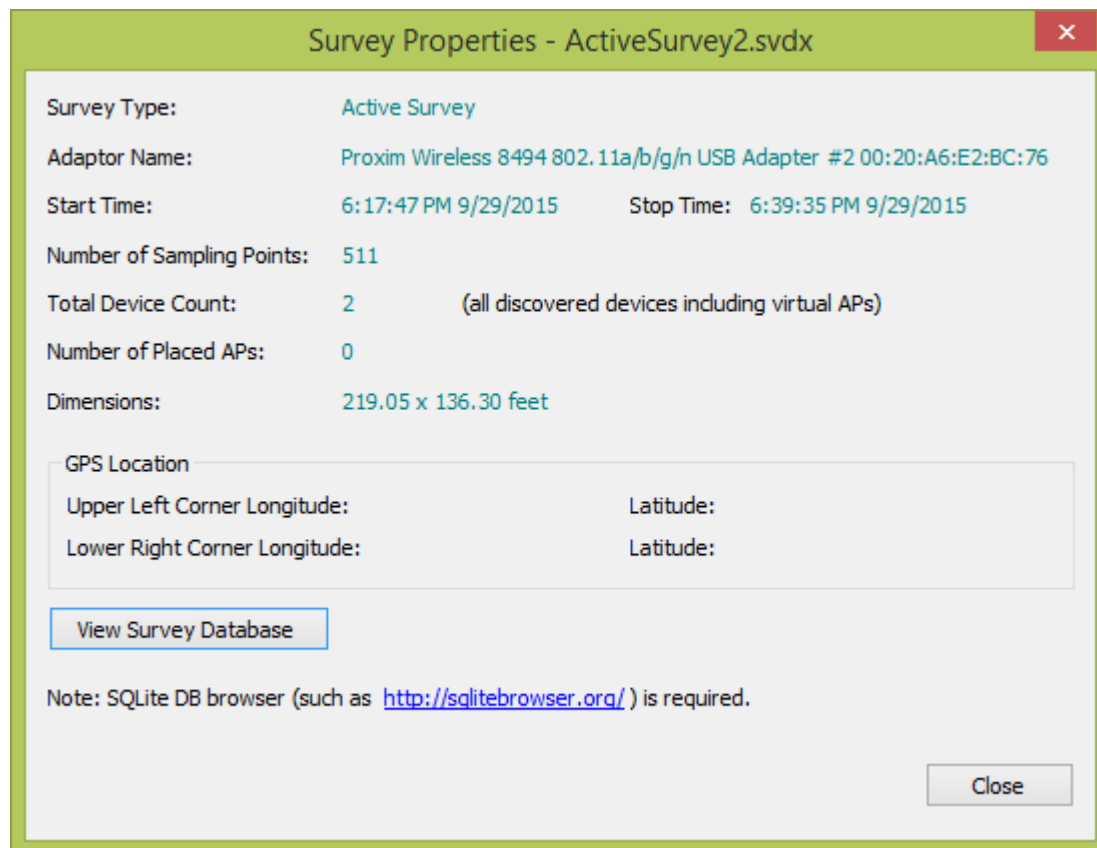 Survey Properties - ActiveSurvey2.svdx
Survey Type: Active Survey
Adaptor Name: Proxim Wireless 8494 802.11a/b/g/n USB Adapter #2 00:20:A6:E2:BC:76
Start Time: 6:17:47 PM 9/29/2015 Stop Time: 6:39:35 PM 9/29/2015
Number of Sampling Points: 511
Total Device Count: 2 (all discovered devices including virtual APs)
Number of Placed APs: 0
Dimensions: 219.05 x 136.30 feet
GPS Location
Upper Left Corner Longitude: Latitude:
Lower Right Corner Longitude: Latitude:
View Survey Database
Note: SQLite DB browser (such as http://sqlitebrowser.org/ ) is required.
Close